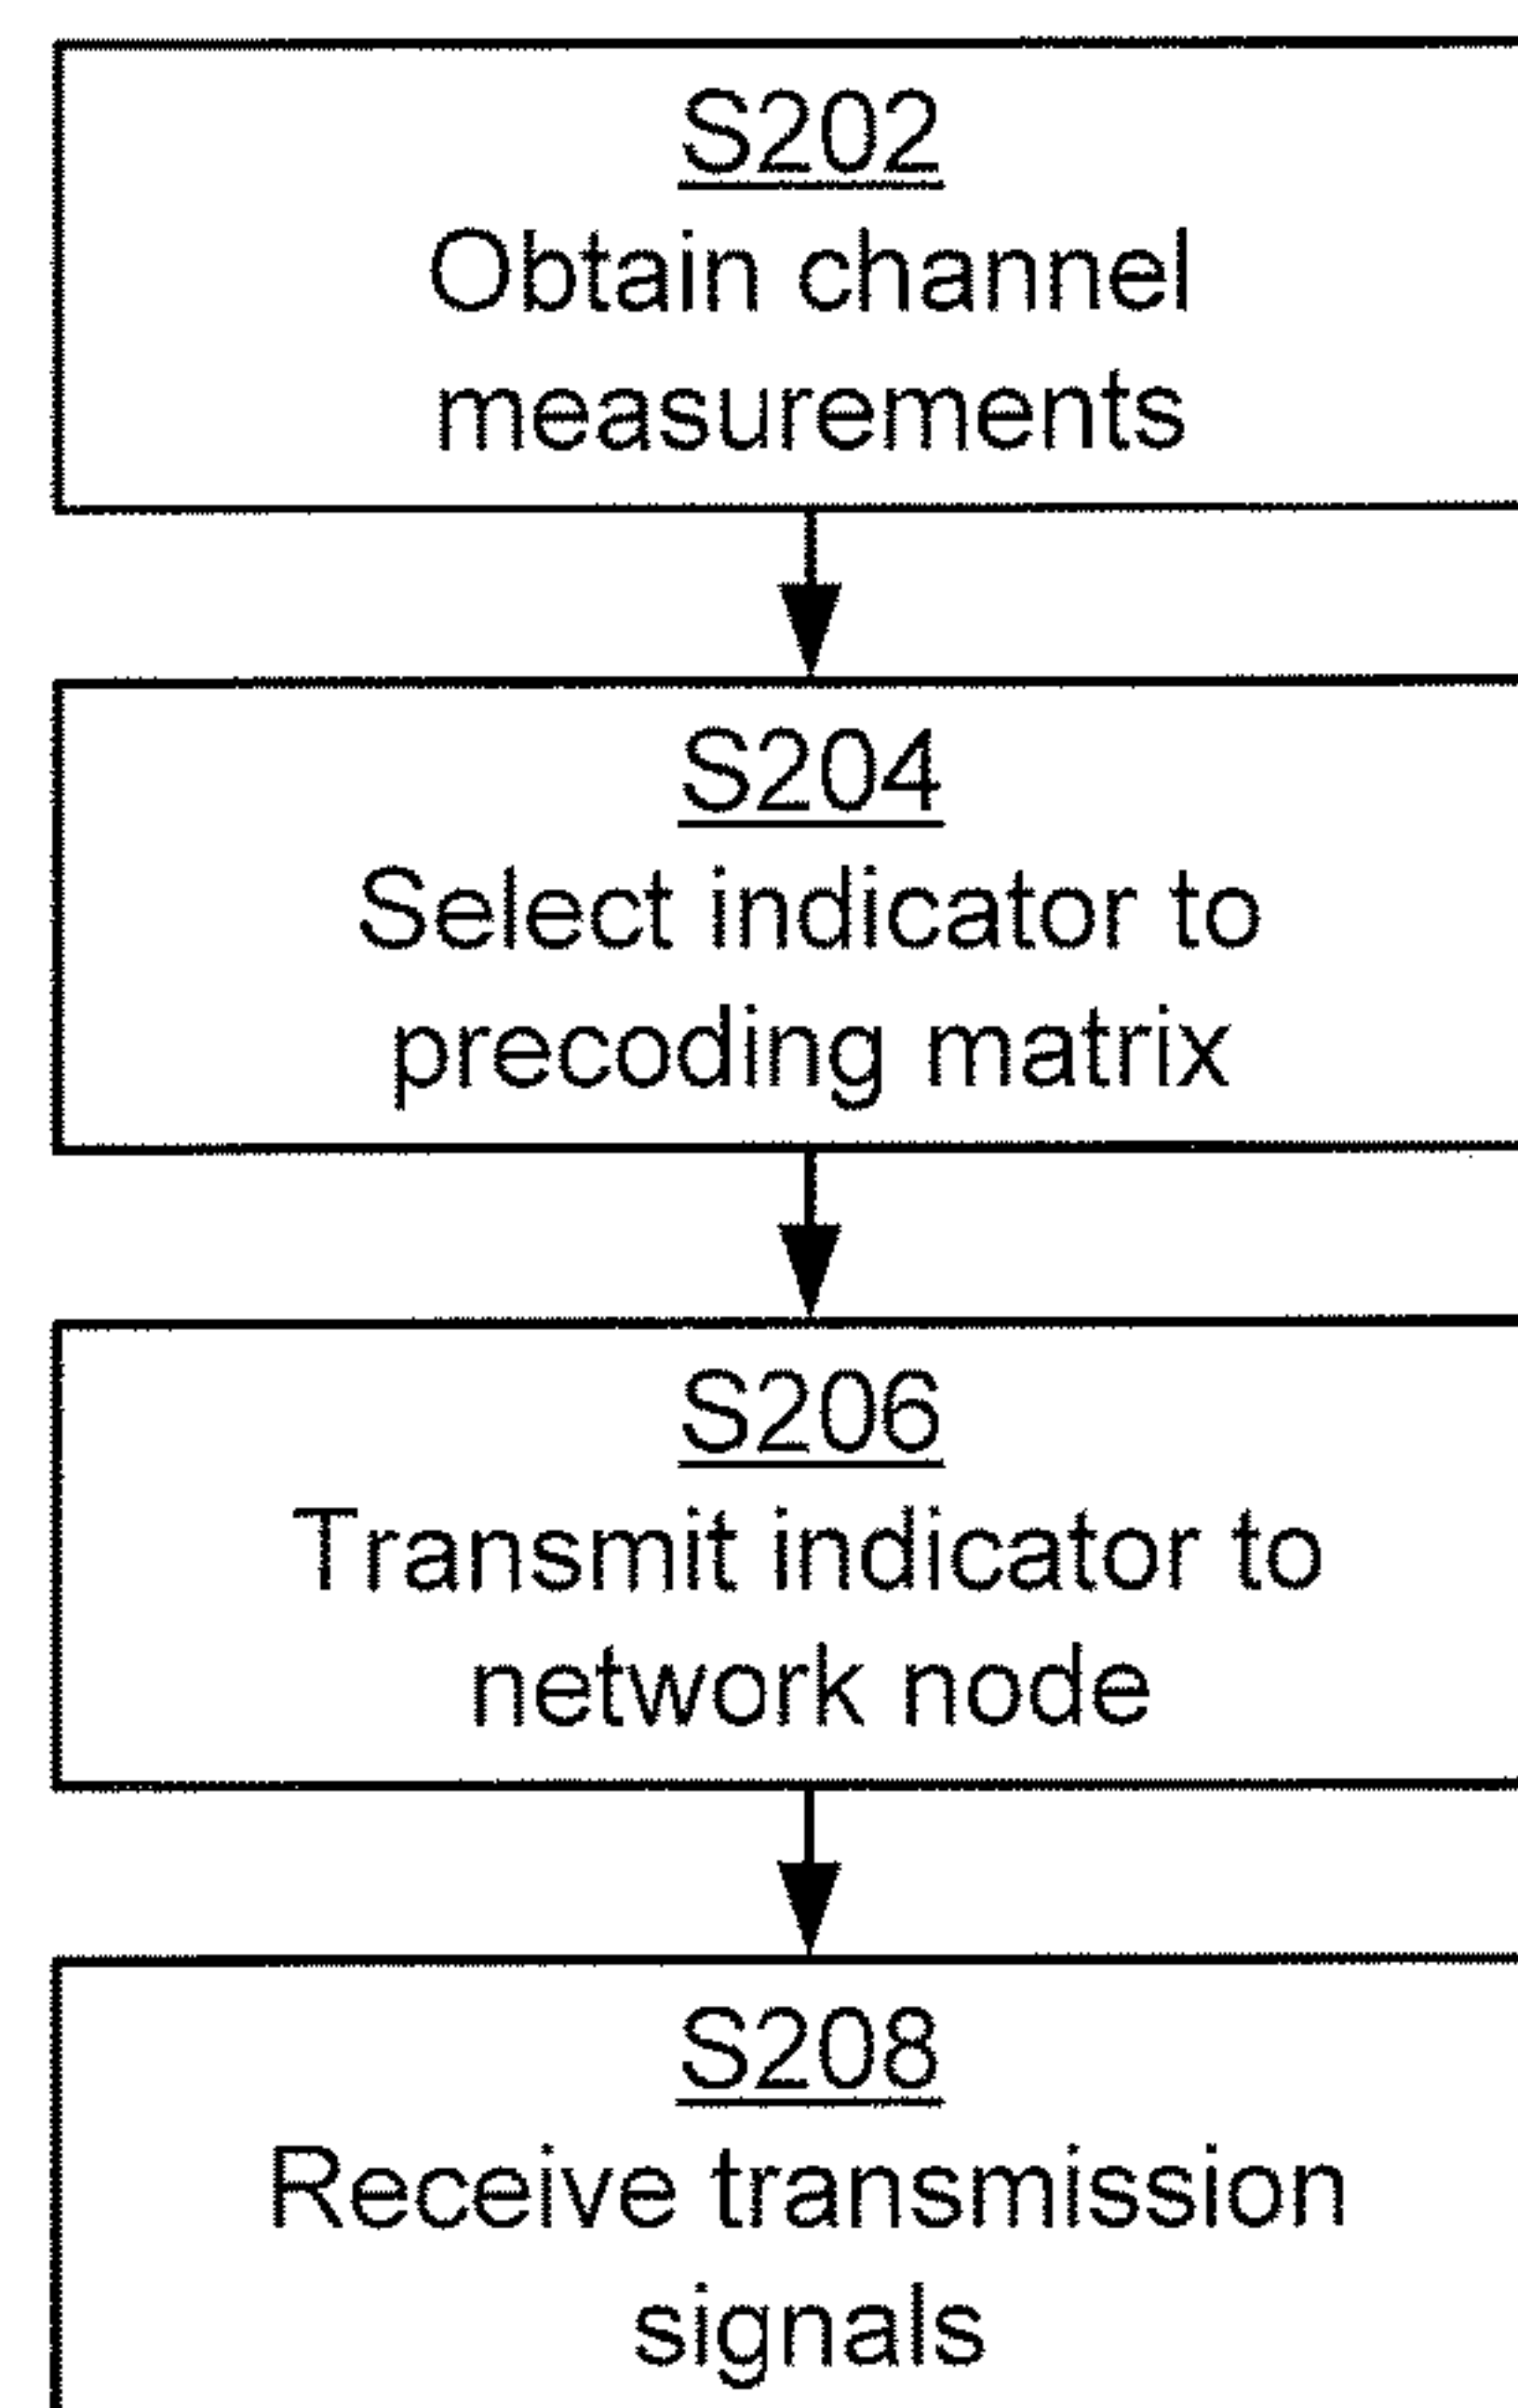 S202
Obtain channel
measurements
S204
Select indicator to
precoding matrix
S206
Transmit indicator to
network node
S208
Receive transmission
signals